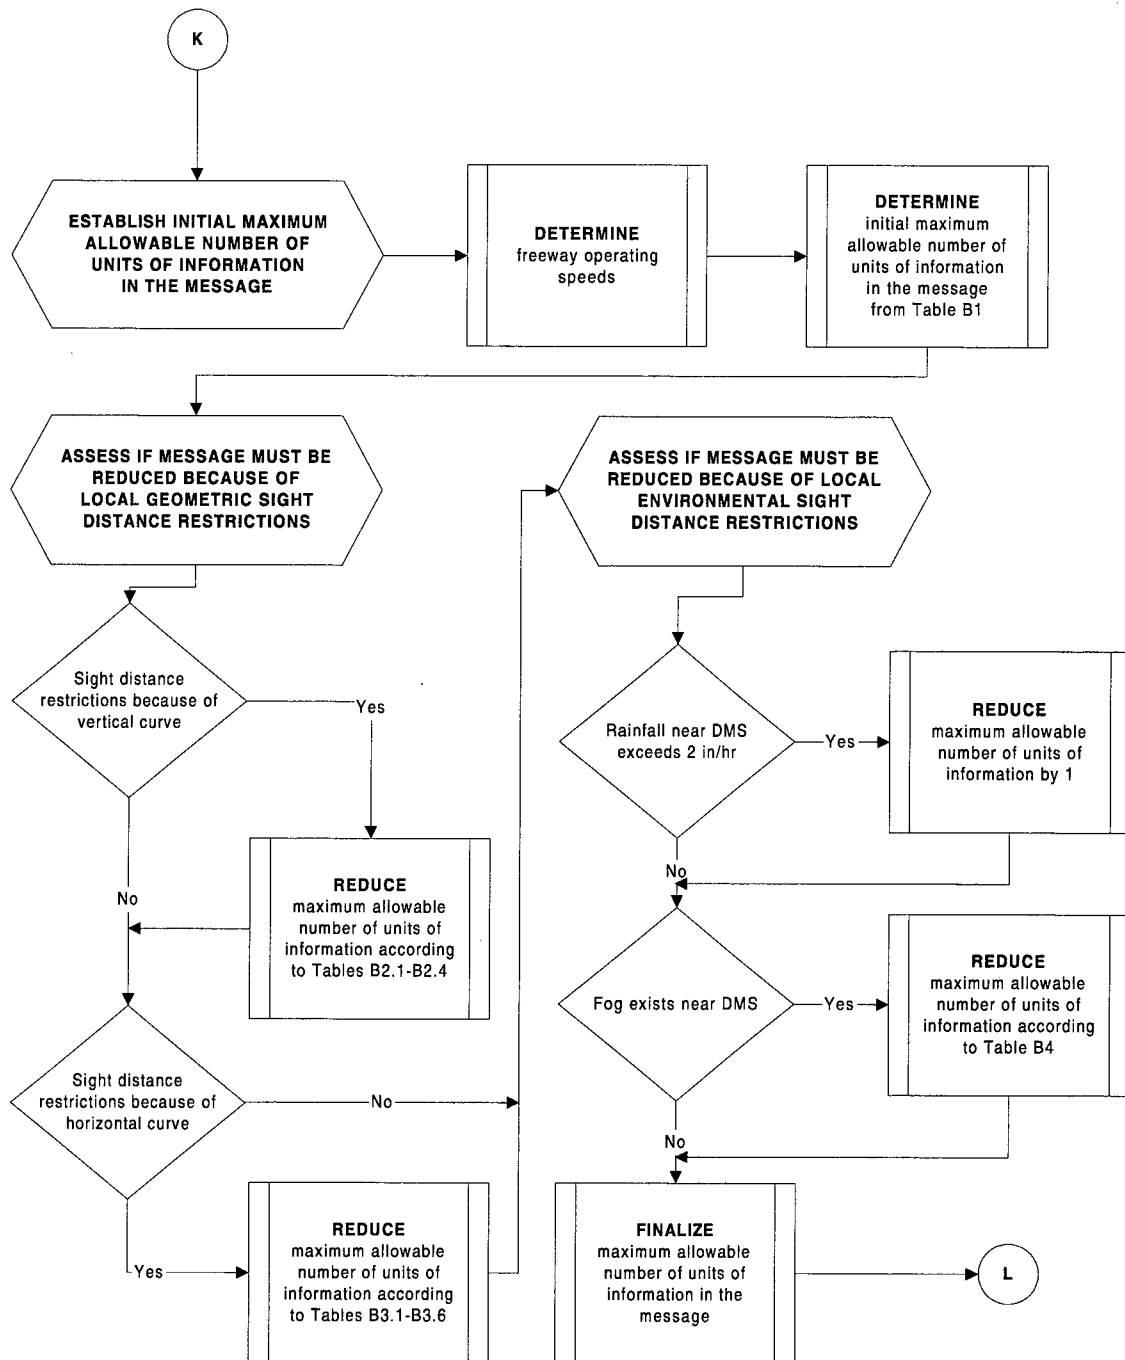 K
ESTABLISH INITIAL MAXIMUM
ALLOWABLE NUMBER OF
UNITS OF INFORMATION
IN THE MESSAGE
DETERMINE
freeway operating
speeds
DETERMINE
initial maximum
allowable number of
units of information
in the message
from Table B1
ASSESS IF MESSAGE MUST BE
REDUCED BECAUSE OF
LOCAL GEOMETRIC SIGHT
DISTANCE RESTRICTIONS
Sight distance
restrictions because of
vertical curve
Yes
No
REDUCE
maximum allowable
number of units of
information according
to Tables B2.1-B2.4
Sight distance
restrictions because of
horizontal curve
No
Yes
REDUCE
maximum allowable
number of units of
information according
to Tables B3.1-B3.6
ASSESS IF MESSAGE MUST BE
REDUCED BECAUSE OF LOCAL
ENVIRONMENTAL SIGHT
DISTANCE RESTRICTIONS
Rainfall near DMS
exceeds 2 in/hr
Yes
REDUCE
maximum allowable
number of units of
information by 1
No
Fog exists near DMS
Yes
REDUCE
maximum allowable
number of units of
information according
to Table B4
No
FINALIZE
maximum allowable
number of units of
information in the
message
L